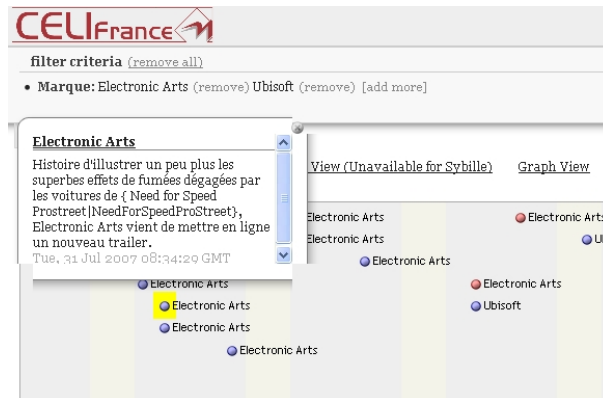 CELI France
filter criteria (remove all)
• Marque: Electronic Arts (remove) Ubisoft (remove) [add more]
Electronic Arts
Histoire d'illustrer un peu plus les
superbes effets de fumées dégagées par
les voitures de { Need for Speed
Prostreet|NeedForSpeedProStreet},
Electronic Arts vient de mettre en ligne
un nouveau trailer.
Tue, 31 Jul 2007 08:34:29 GMT
View (Unavailable for Sybille) Graph View
Electronic Arts Electronic Arts
Electronic Arts
Electronic Arts
Electronic Arts Electronic Arts
Electronic Arts Ubisoft
Electronic Arts
Electronic Arts